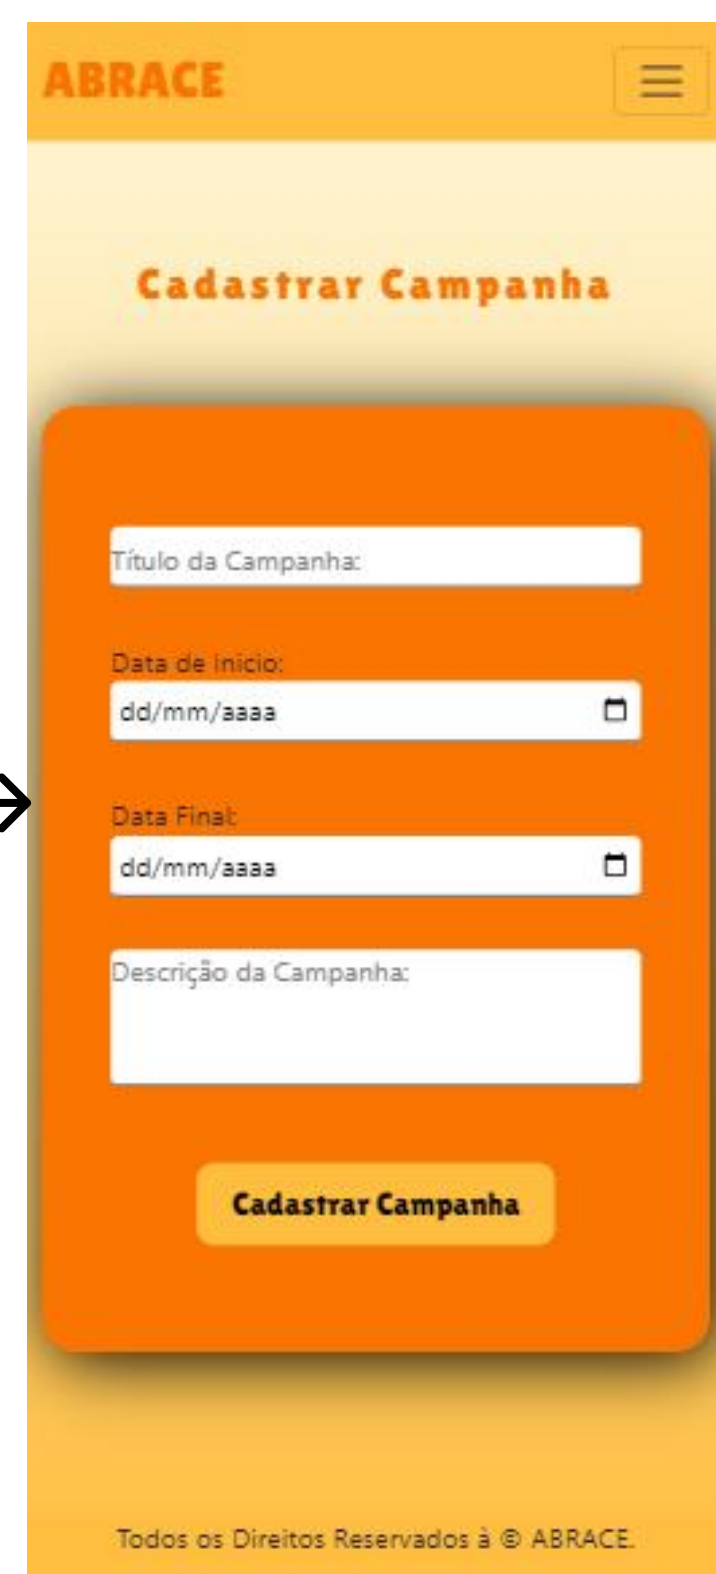 ABRACE
Cadastrar Campanha
Título da Campanha:
Data de Inicio:
dd/mm/aaaa
Data Final:
dd/mm/aaaa
Descrição da Campanha:
Cadastrar Campanha
Todos os Direitos Reservados à © ABRACE.